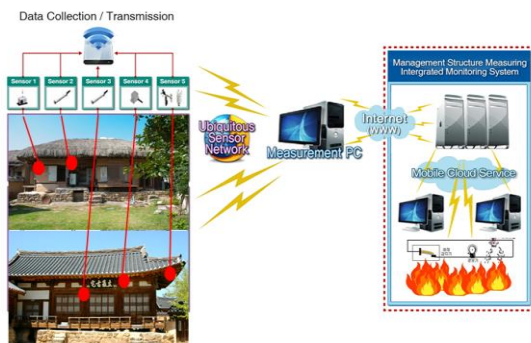 Data Collection / Transmission
Sensor 1
Sensor 2
Sensor 3
Sensor 4
Sensor 5
Ubiquitous
Sensor
Network
Measurement PC
Internet
(WWW)
Management Structure Measuring
Intergrated Monitoring System
Mobile Cloud Service